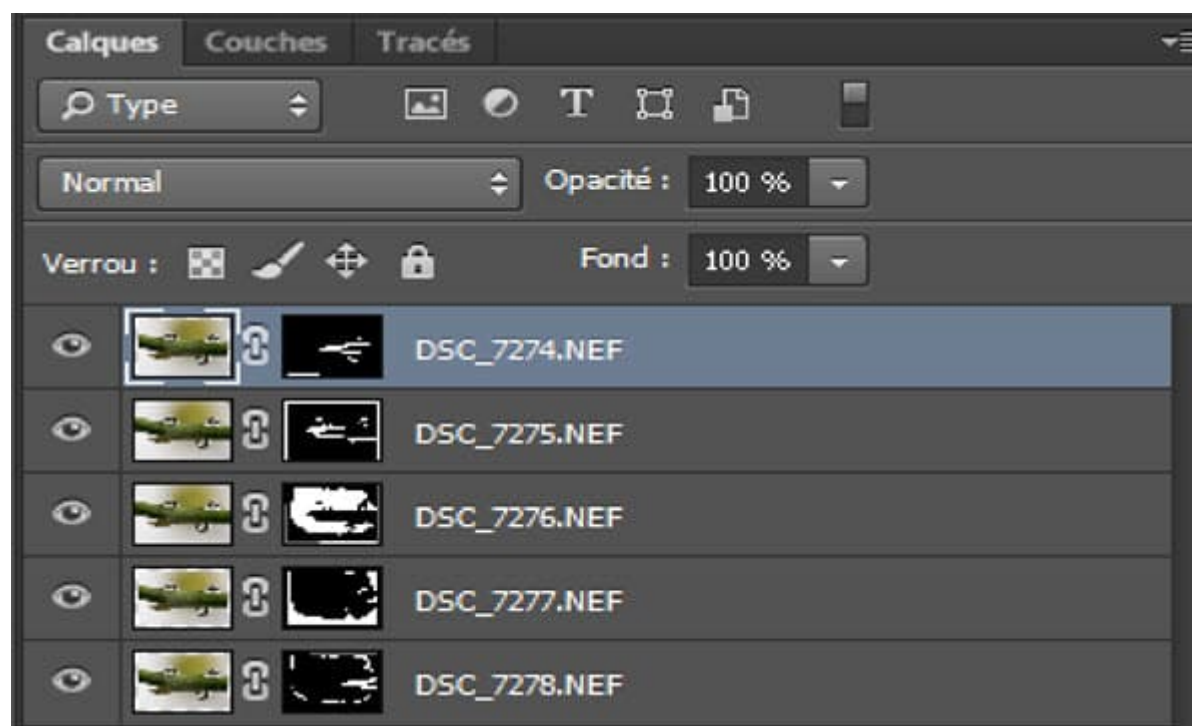 Calques Couches Tracés
Type
Normal Opacité : 100 %
Verrou : Fond : 100 %
DSC_7274.NEF
DSC_7275.NEF
DSC_7276.NEF
DSC_7277.NEF
DSC_7278.NEF